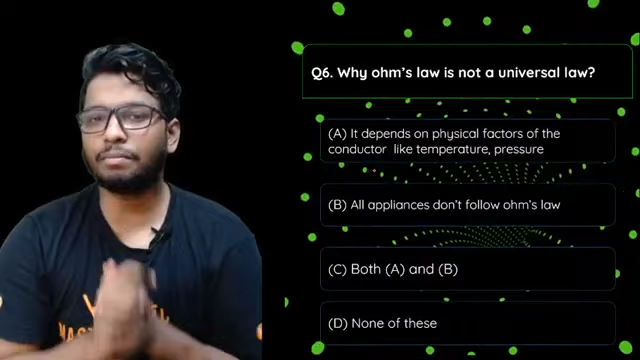 Q6. Why ohm's law is not a universal law?
(A) It depends on physical factors of the
conductor like temperature, pressure
(B) All appliances don't follow ohm's law
(C) Both (A) and (B)
(D) None of these